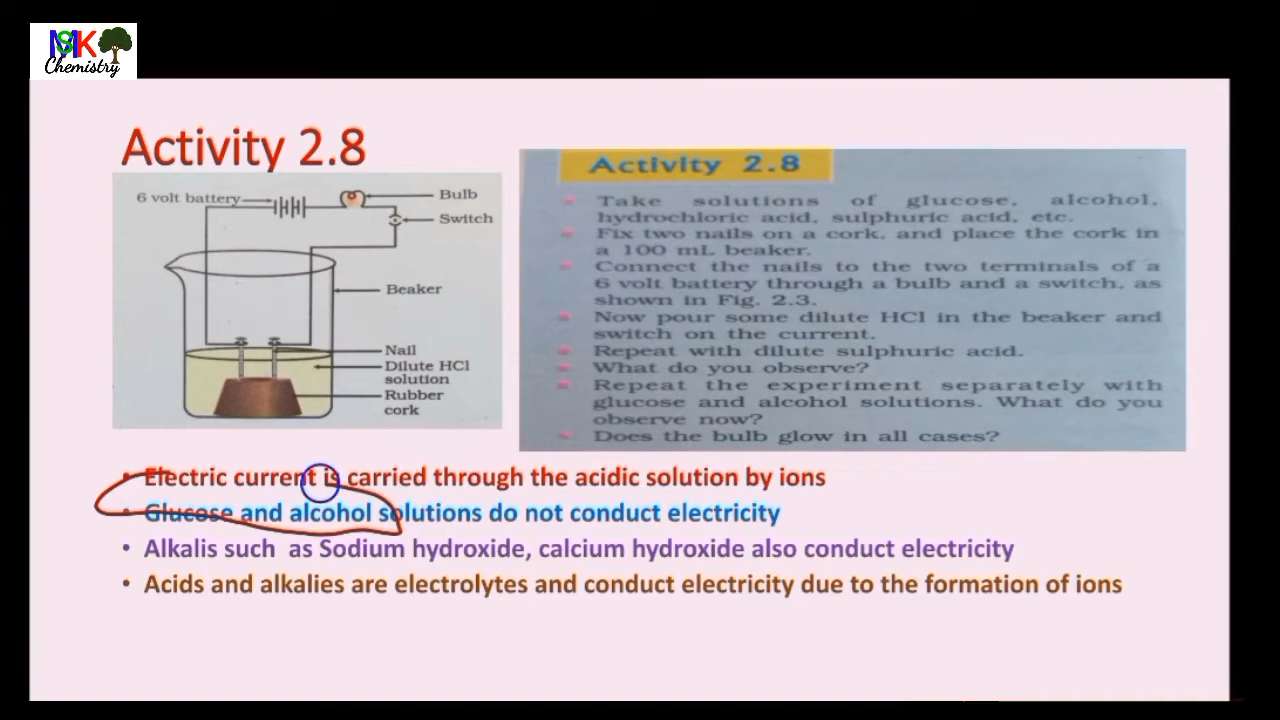 MSK
Chemistry
Activity 2.8
6 volt battery
Bulb
Switch
Beaker
Nail
Dilute HCl
solution
Rubber
cork
Activity 2.8
Take solutions of glucose, alcohol,
hydrochloric acid, sulphuric acid, etc.
Fix two nails on a cork, and place the cork in
a 100 mL beaker.
Connect the nails to the two terminals of a
6 volt battery through a bulb and a switch, as
shown in Fig. 2.3.
Now pour some dilute HCl in the beaker and
switch on the current.
Repeat with dilute sulphuric acid.
What do you observe?
Repeat the experiment separately with
glucose and alcohol solutions. What do you
observe now?
Does the bulb glow in all cases?
• Electric current is carried through the acidic solution by ions
• Glucose and alcohol solutions do not conduct electricity
• Alkalis such as Sodium hydroxide, calcium hydroxide also conduct electricity
• Acids and alkalies are electrolytes and conduct electricity due to the formation of ions